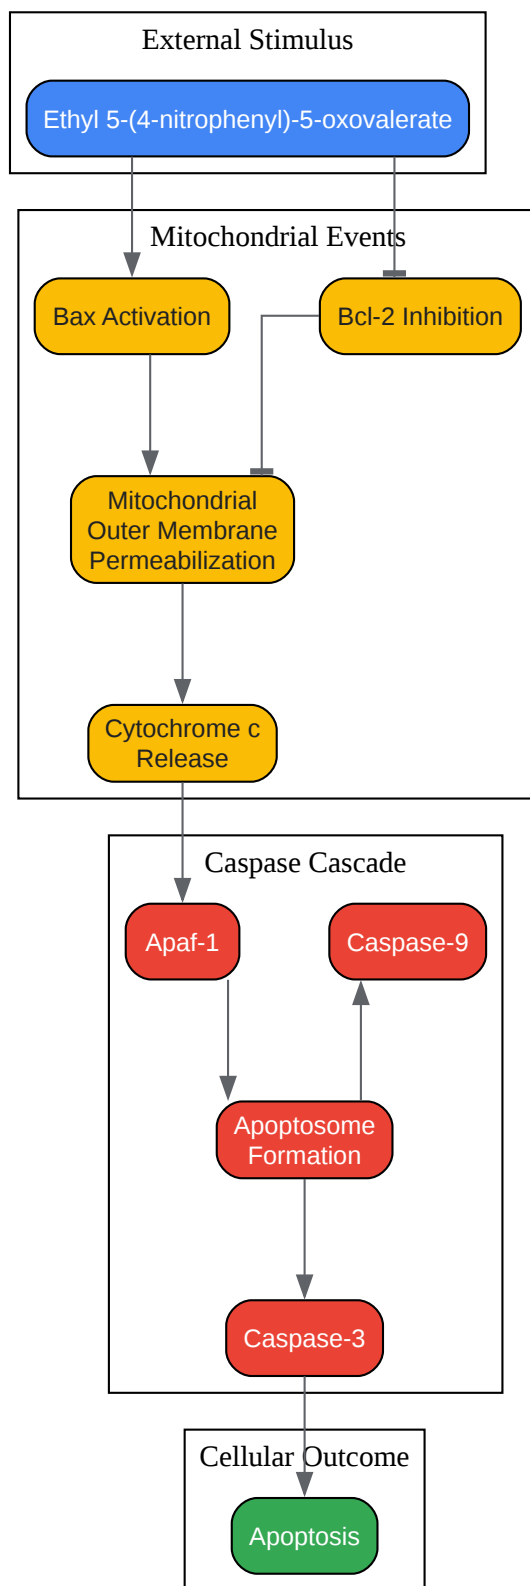 External Stimulus
Ethyl 5-(4-nitrophenyl)-5-oxovalerate
Mitochondrial Events
Bax Activation
Bcl-2 Inhibition
Mitochondrial
Outer Membrane
Permeabilization
Cytochrome c
Release
Caspase Cascade
Apaf-1
Caspase-9
Apoptosome
Formation
Caspase-3
Cellular Outcome
Apoptosis